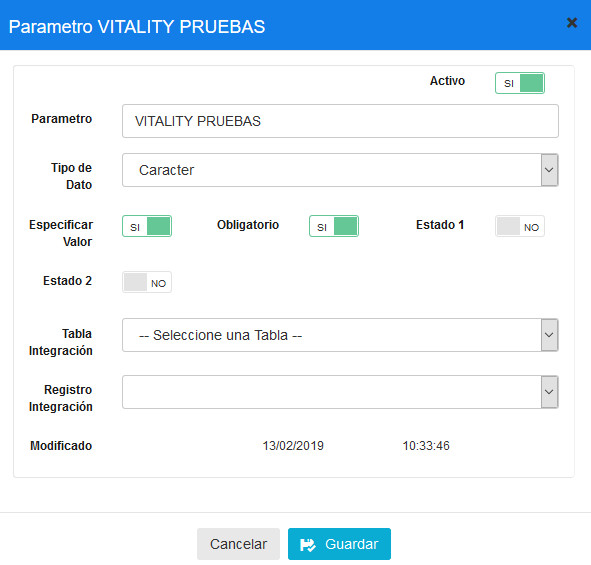 Parametro VITALITY PRUEBAS
Activo SI
Parametro VITALITY PRUEBAS
Tipo de
Dato
Caracter
Especificar
Valor
SI Obligatorio SI Estado 1 NO
Estado 2 NO
Tabla
Integración
-- Seleccione una Tabla --
Registro
Integración
Modificado 13/02/2019 10:33:46
Cancelar Guardar